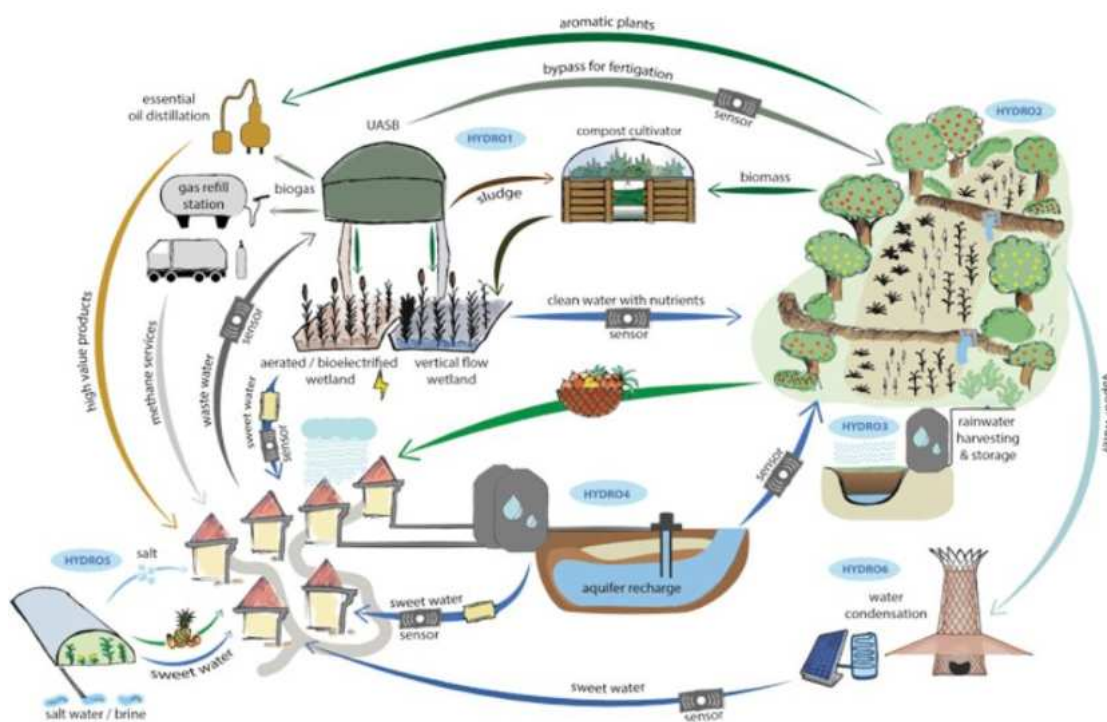 aromatic plants
bypass for fertigation
sensor
essential
oil distillation
UASB
HYDRO1
compost cultivator
HYDRO2
gas refill
station
biogas
sludge
biomass
sensor
clean water with nutrients
sensor
aerated / bioelectrified
wetland
vertical flow
wetland
high value products
methane services
waste water
sweet water
sensor
HYDRO3
rainwater
harvesting
& storage
sensor
HYDRO4
aquifer recharge
HYDRO5
salt
sweet water
sensor
HYDRO6
water
condensation
sweet water
sweet water
sensor
salt water / brine